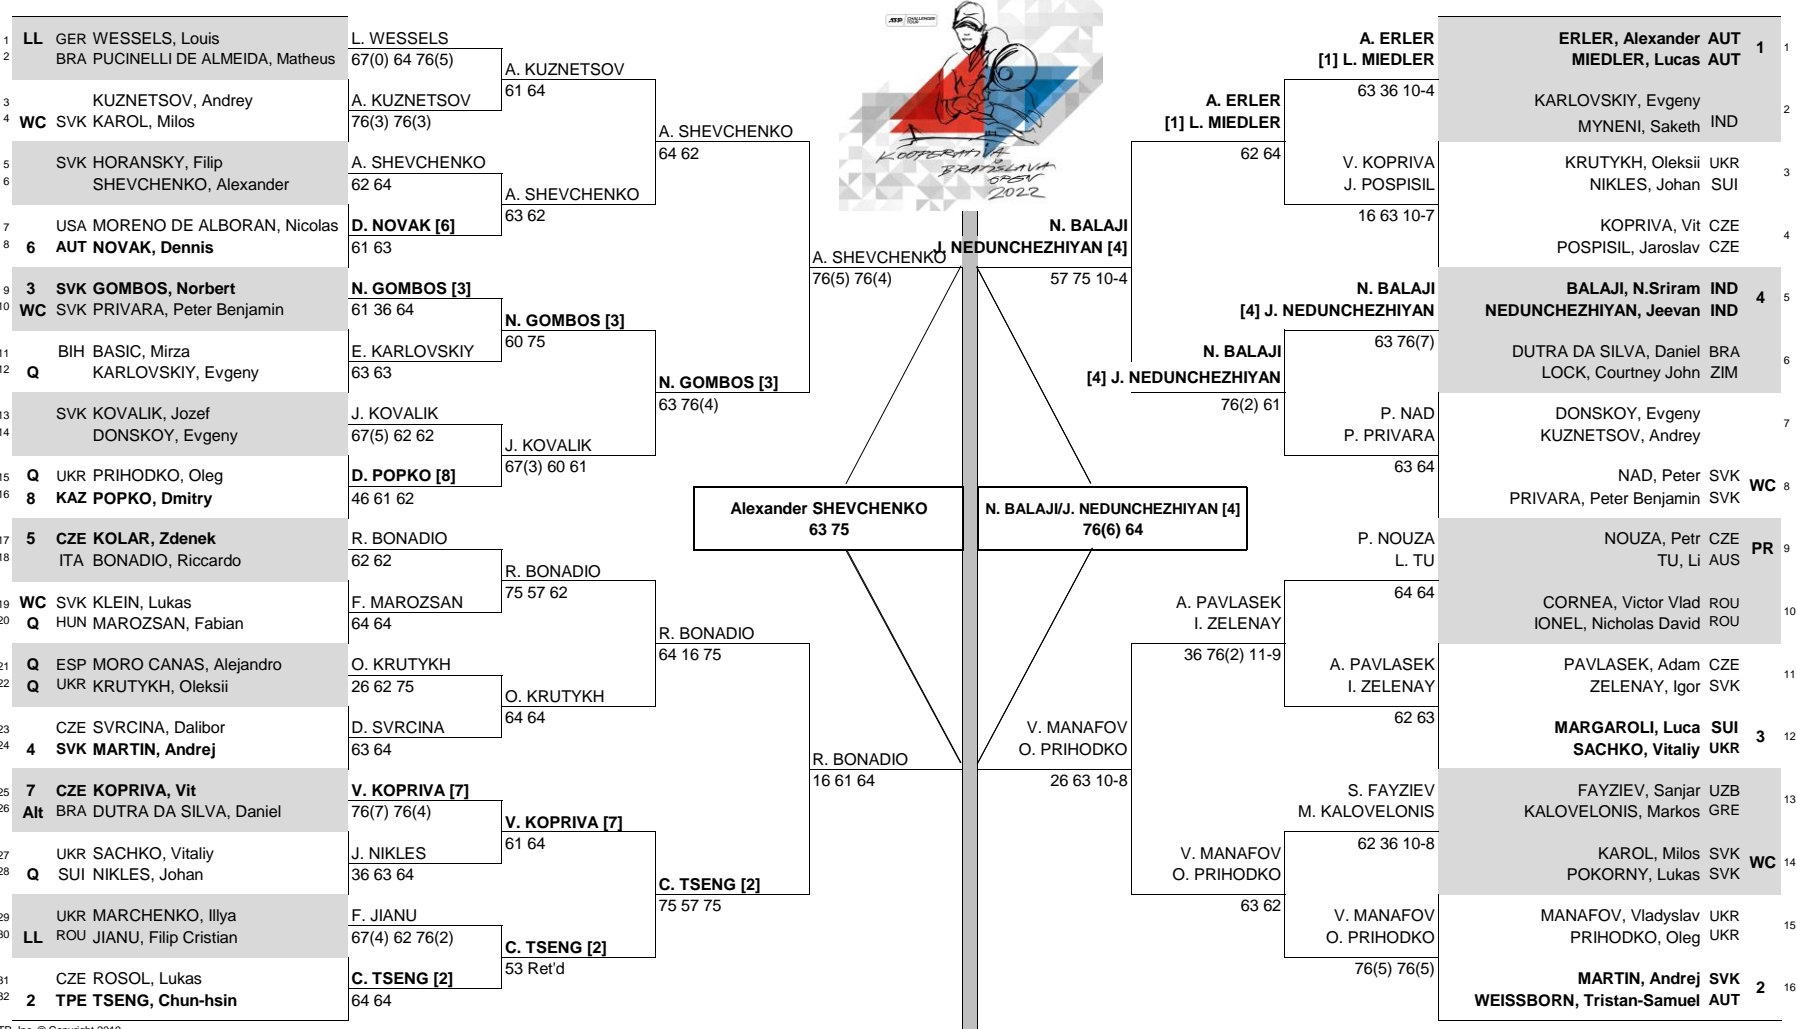 ATP CHALLENGER TOUR
KOOPERATIVA
BRATISLAVA
OPEN
2022
1 LL GER WESSELS, Louis
2 BRA PUCINELLI DE ALMEIDA, Matheus
3 KUZNETSOV, Andrey
4 WC SVK KAROL, Milos
5 SVK HORANSKY, Filip
6 SHEVCHENKO, Alexander
7 USA MORENO DE ALBORAN, Nicolas
8 6 AUT NOVAK, Dennis
9 3 SVK GOMBOS, Norbert
10 WC SVK PRIVARA, Peter Benjamin
11 BIH BASIC, Mirza
12 Q KARLOVSKIY, Evgeny
13 SVK KOVALIK, Jozef
14 DONSKOY, Evgeny
15 Q UKR PRIHODKO, Oleg
16 8 KAZ POPKO, Dmitry
17 5 CZE KOLAR, Zdenek
18 ITA BONADIO, Riccardo
19 WC SVK KLEIN, Lukas
20 Q HUN MAROZSAN, Fabian
21 Q ESP MORO CANAS, Alejandro
22 Q UKR KRUTYKH, Oleksii
23 CZE SVRCINA, Dalibor
24 4 SVK MARTIN, Andrej
25 7 CZE KOPRIVA, Vit
26 Alt BRA DUTRA DA SILVA, Daniel
27 UKR SACHKO, Vitaliy
28 Q SUI NIKLES, Johan
29 UKR MARCHENKO, Illya
30 LL ROU JIANU, Filip Cristian
31 CZE ROSOL, Lukas
32 2 TPE TSENG, Chun-hsin
L. WESSELS
67(0) 64 76(5)
A. KUZNETSOV
76(3) 76(3)
A. SHEVCHENKO
62 64
D. NOVAK [6]
61 63
N. GOMBOS [3]
61 36 64
E. KARLOVSKIY
63 63
J. KOVALIK
67(5) 62 62
D. POPKO [8]
46 61 62
R. BONADIO
62 62
F. MAROZSAN
64 64
O. KRUTYKH
26 62 75
D. SVRCINA
63 64
V. KOPRIVA [7]
76(7) 76(4)
J. NIKLES
36 63 64
F. JIANU
67(4) 62 76(2)
C. TSENG [2]
64 64
A. KUZNETSOV
61 64
A. SHEVCHENKO
63 62
N. GOMBOS [3]
60 75
J. KOVALIK
67(3) 60 61
R. BONADIO
75 57 62
O. KRUTYKH
64 64
V. KOPRIVA [7]
61 64
C. TSENG [2]
53 Ret'd
A. SHEVCHENKO
64 62
N. GOMBOS [3]
63 76(4)
R. BONADIO
64 16 75
C. TSENG [2]
75 57 75
A. SHEVCHENKO
76(5) 76(4)
R. BONADIO
16 61 64
Alexander SHEVCHENKO
63 75
N. BALAJI/J. NEDUNCHEZHIYAN [4]
76(6) 64
N. BALAJI
J. NEDUNCHEZHIYAN [4]
57 75 10-4
V. MANAFOV
O. PRIHODKO
26 63 10-8
A. ERLER
[1] L. MIEDLER
62 64
N. BALAJI
[4] J. NEDUNCHEZHIYAN
76(2) 61
A. PAVLASEK
I. ZELENAY
36 76(2) 11-9
V. MANAFOV
O. PRIHODKO
63 62
A. ERLER
[1] L. MIEDLER
63 36 10-4
V. KOPRIVA
J. POSPISIL
16 63 10-7
N. BALAJI
[4] J. NEDUNCHEZHIYAN
63 76(7)
P. NAD
P. PRIVARA
63 64
P. NOUZA
L. TU
64 64
A. PAVLASEK
I. ZELENAY
62 63
S. FAYZIEV
M. KALOVELONIS
62 36 10-8
V. MANAFOV
O. PRIHODKO
76(5) 76(5)
ERLER, Alexander AUT
MIEDLER, Lucas AUT 1 1
KARLOVSKIY, Evgeny
MYNENI, Saketh IND 2
KRUTYKH, Oleksii UKR
NIKLES, Johan SUI 3
KOPRIVA, Vit CZE
POSPISIL, Jaroslav CZE 4
BALAJI, N.Sriram IND
NEDUNCHEZHIYAN, Jeevan IND 4 5
DUTRA DA SILVA, Daniel BRA
LOCK, Courtney John ZIM 6
DONSKOY, Evgeny
KUZNETSOV, Andrey 7
NAD, Peter SVK
PRIVARA, Peter Benjamin SVK WC 8
NOUZA, Petr CZE
TU, Li AUS PR 9
CORNEA, Victor Vlad ROU
IONEL, Nicholas David ROU 10
PAVLASEK, Adam CZE
ZELENAY, Igor SVK 11
MARGAROLI, Luca SUI
SACHKO, Vitaliy UKR 3 12
FAYZIEV, Sanjar UZB
KALOVELONIS, Markos GRE 13
KAROL, Milos SVK
POKORNY, Lukas SVK WC 14
MANAFOV, Vladyslav UKR
PRIHODKO, Oleg UKR 15
MARTIN, Andrej SVK
WEISSBORN, Tristan-Samuel AUT 2 16